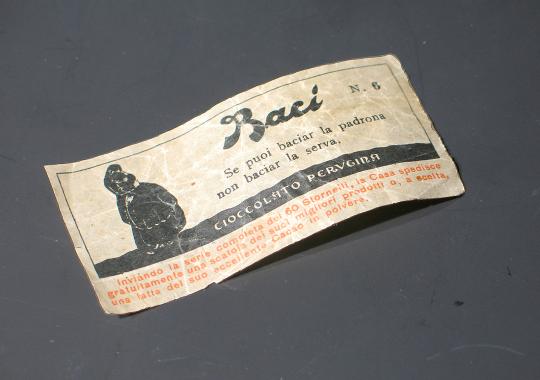 Baci
N. 6
Se puoi baciar la padrona
non baciar la serva.
CIOCCOLATO PERVGINA
Inviando la serie completa dei 60 Stornelli, la Casa spedisce
gratuitamente una scatola dei suoi migliori prodotti o, a scelta,
una latta del suo eccellente Cacao in polvere.